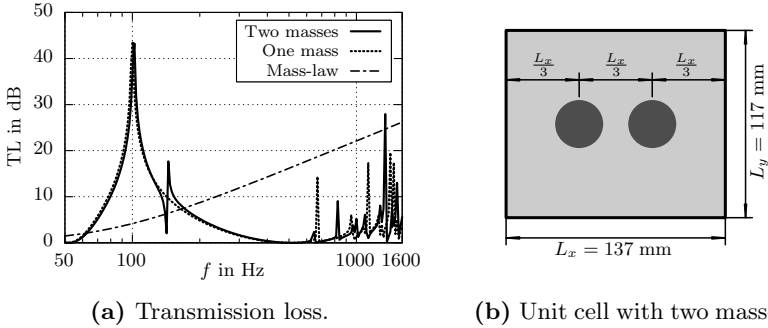 50
40
30
20
10
0
TL in dB
50
100
1000
1600
f in Hz
Two masses
One mass
Mass-law
(a) Transmission loss.
Lx/3
Lx/3
Lx/3
Ly = 117 mm
Lx = 137 mm
(b) Unit cell with two mass